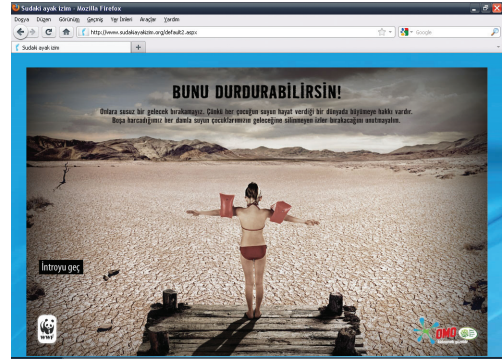 Sudaki ayak izim - Mozilla Firefox
Dosya Düzen Görünüm Geçmiş Yer İmleri Araçlar Yardım
http://www.sudakiayakizim.org/default2.aspx
Google
Sudaki ayak izim
BUNU DURDURABİLİRSİN!
Onlara susuz bir gelecek bırakamayız. Çünkü her çocuğun suyun hayat verdiği bir dünyada büyümeye hakkı vardır.
Boşa harcadığımız her damla suyun çocuklarımızın geleceğine silinmeyen izler bırakacağını unutmayalım.
İntroyu geç
WWF
OMO